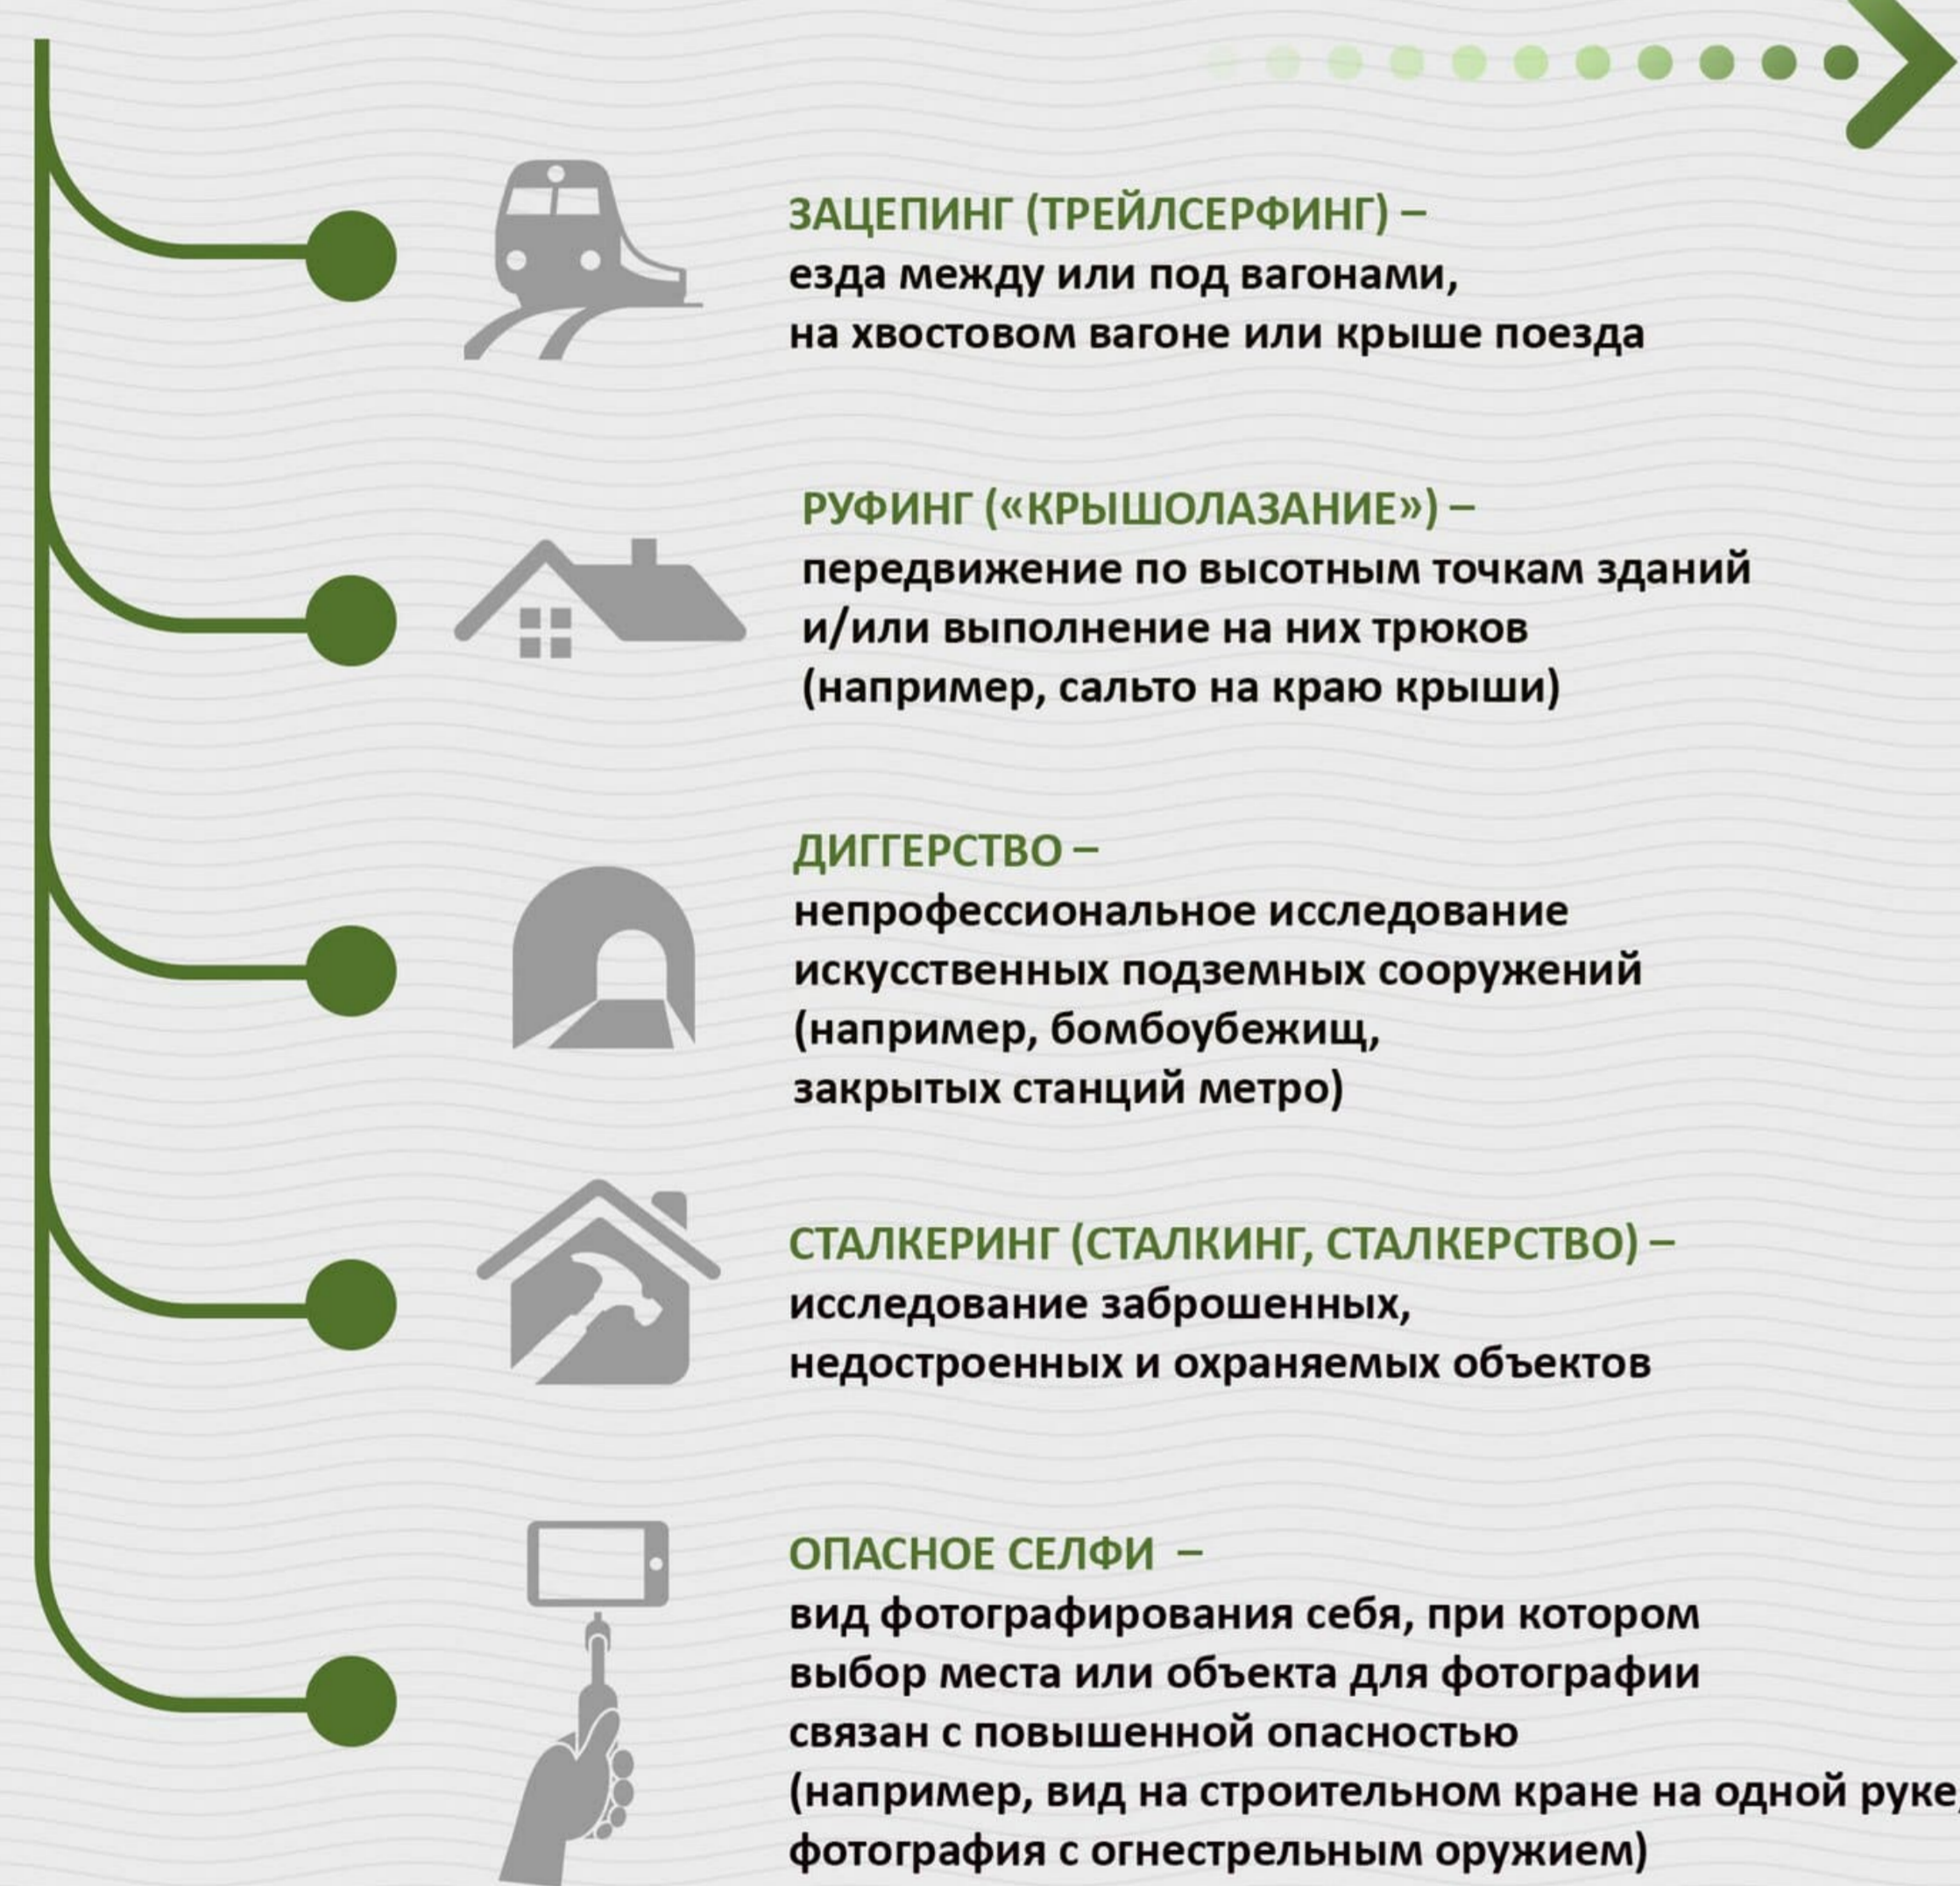 ЗАЦЕПИНГ (ТРЕЙЛСЕРФИНГ) –
езда между или под вагонами,
на хвостовом вагоне или крыше поезда
РУФИНГ («КРЫШОЛАЗАНИЕ») –
передвижение по высотным точкам зданий
и/или выполнение на них трюков
(например, сальто на краю крыши)
ДИГГЕРСТВО –
непрофессиональное исследование
искусственных подземных сооружений
(например, бомбоубежищ,
закрытых станций метро)
СТАЛКЕРИНГ (СТАЛКИНГ, СТАЛКЕРСТВО) –
исследование заброшенных,
недостроенных и охраняемых объектов
ОПАСНОЕ СЕЛФИ –
вид фотографирования себя, при котором
выбор места или объекта для фотографии
связан с повышенной опасностью
(например, вид на строительном кране на одной руке,
фотография с огнестрельным оружием)